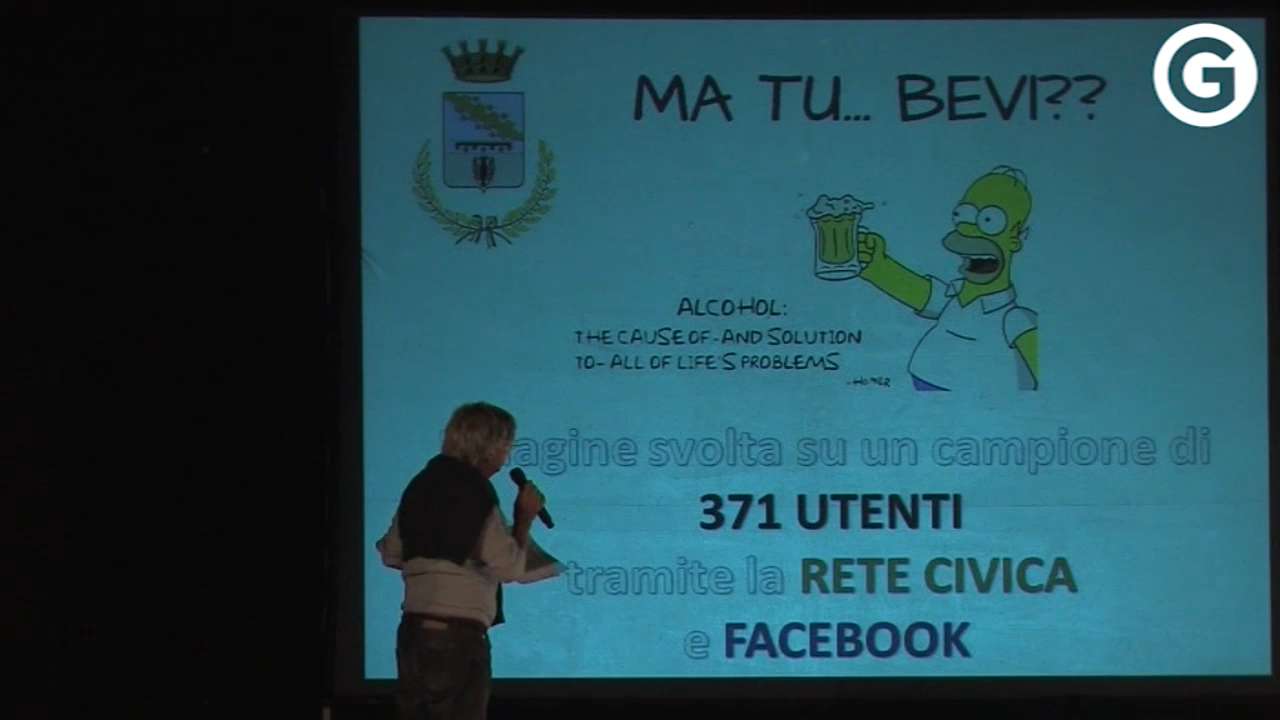 G
MA TU... BEVI??
ALCOHOL:
THE CAUSE OF-AND SOLUTION
TO- ALL OF LIFE'S PROBLEMS
-HOMER
svolta su un campione di
371 UTENTI
tramite la RETE CIVICA
e FACEBOOK